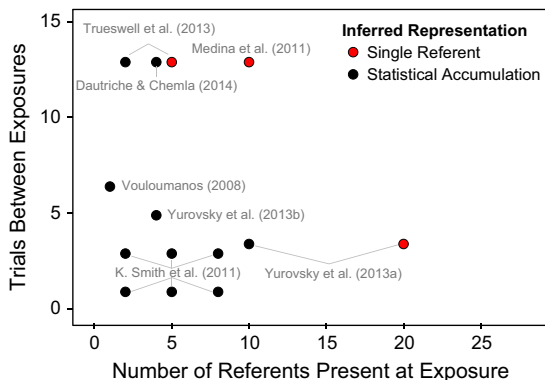 15
10
5
0
Trials Between Exposures
Trueswell et al. (2013)
Medina et al. (2011)
Dautriche & Chemla (2014)
Inferred Representation
Single Referent
Statistical Accumulation
Vouloumanos (2008)
Yurovsky et al. (2013b)
K. Smith et al. (2011)
Yurovsky et al. (2013a)
0 5 10 15 20 25
Number of Referents Present at Exposure